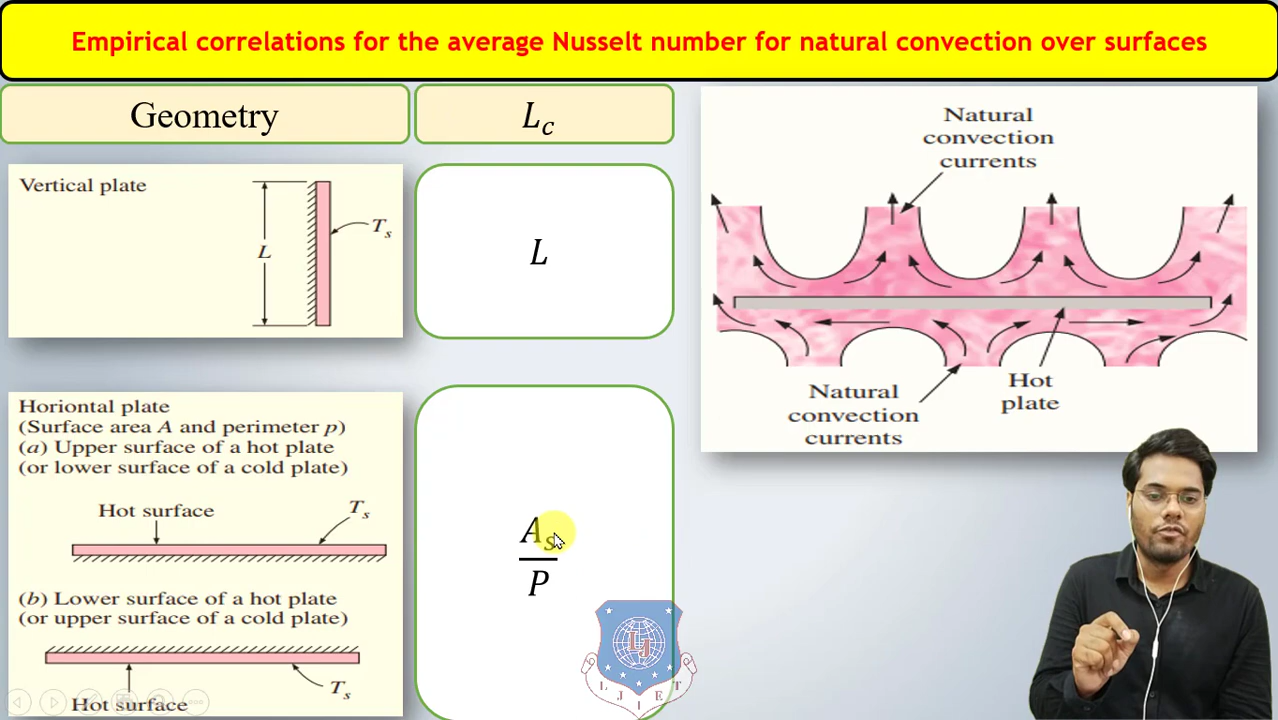 Empirical correlations for the average Nusselt number for natural convection over surfaces
Geometry
L_c
Vertical plate
L
T_s
L
Horiontal plate
(Surface area A and perimeter p)
(a) Upper surface of a hot plate
(or lower surface of a cold plate)
Hot surface
T_s
(b) Lower surface of a hot plate
(or upper surface of a cold plate)
Hot surface
T_s
A_s
P
Natural
convection
currents
Natural
convection
currents
Hot
plate
LJ
L J I E T